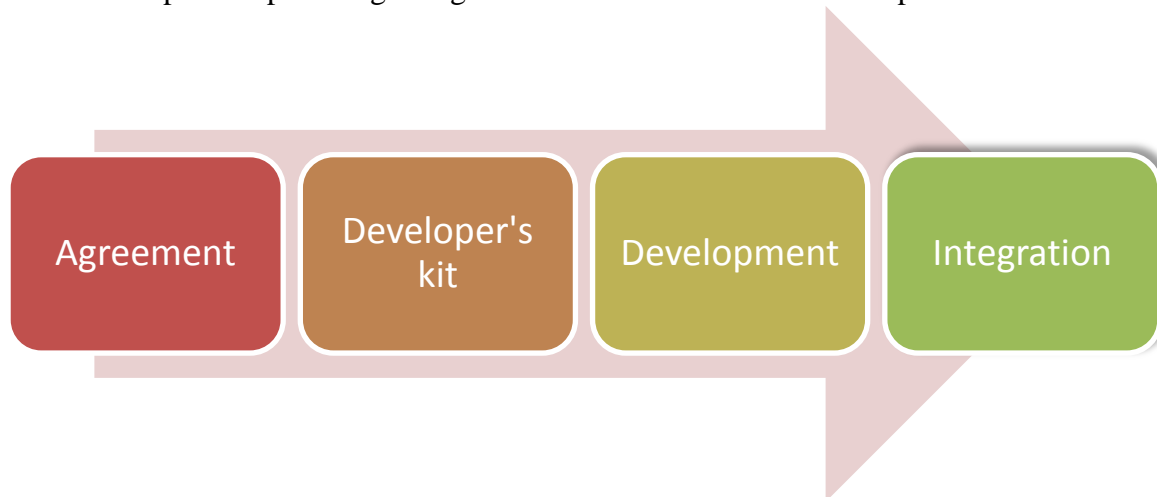 Agreement
Developer's
kit
Development
Integration